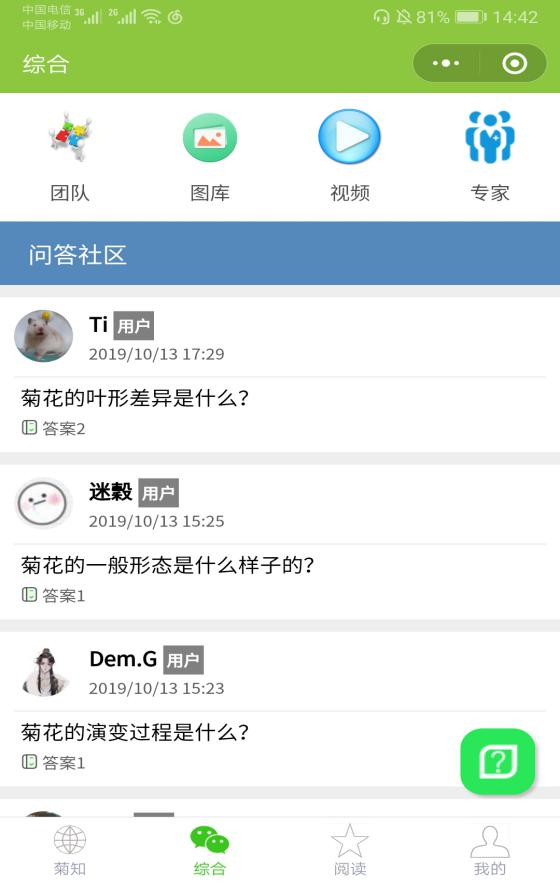 中国电信 3G 2G 81% 14:42
中国移动
综合
团队 图库 视频 专家
问答社区
Ti 用户
2019/10/13 17:29
菊花的叶形差异是什么?
答案2
迷穀 用户
2019/10/13 15:25
菊花的一般形态是什么样子的?
答案1
Dem.G 用户
2019/10/13 15:23
菊花的演变过程是什么?
答案1
?
菊知 综合 阅读 我的